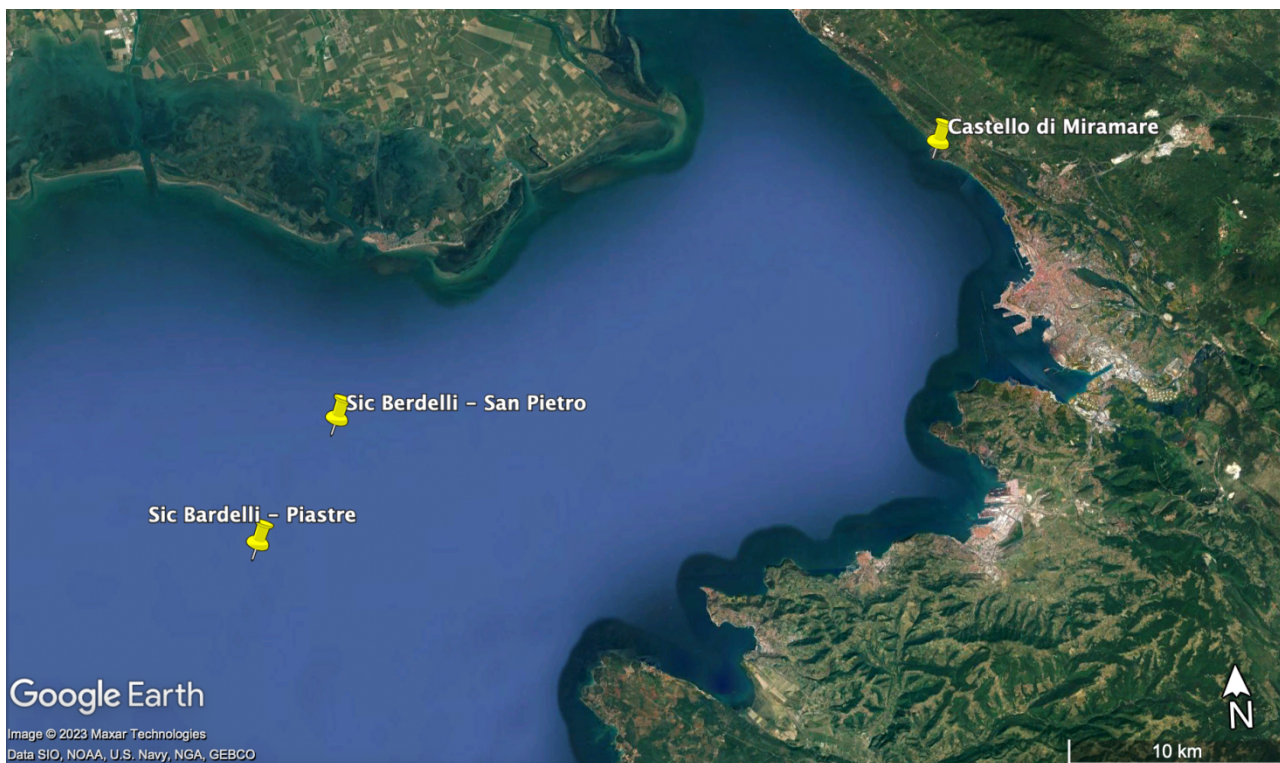 Castello di Miramare
Sic Berdelli – San Pietro
Sic Bardelli – Piastre
Google Earth
Image © 2023 Maxar Technologies
Data SIO, NOAA, U.S. Navy, NGA, GEBCO
N
10 km